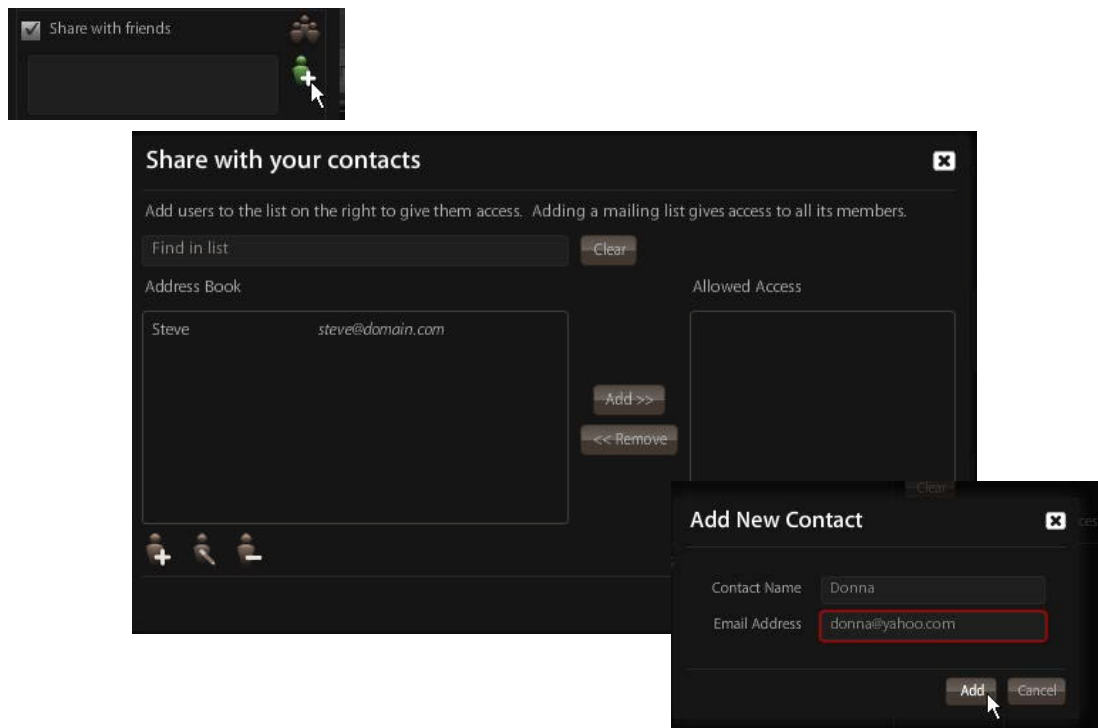 Share with friends
Share with your contacts
Add users to the list on the right to give them access. Adding a mailing list gives access to all its members.
Find in list
Clear
Address Book
Allowed Access
Steve steve@domain.com
Add >>
<< Remove
Clear
Add New Contact
Contact Name Donna
Email Address donna@yahoo.com
Add Cancel